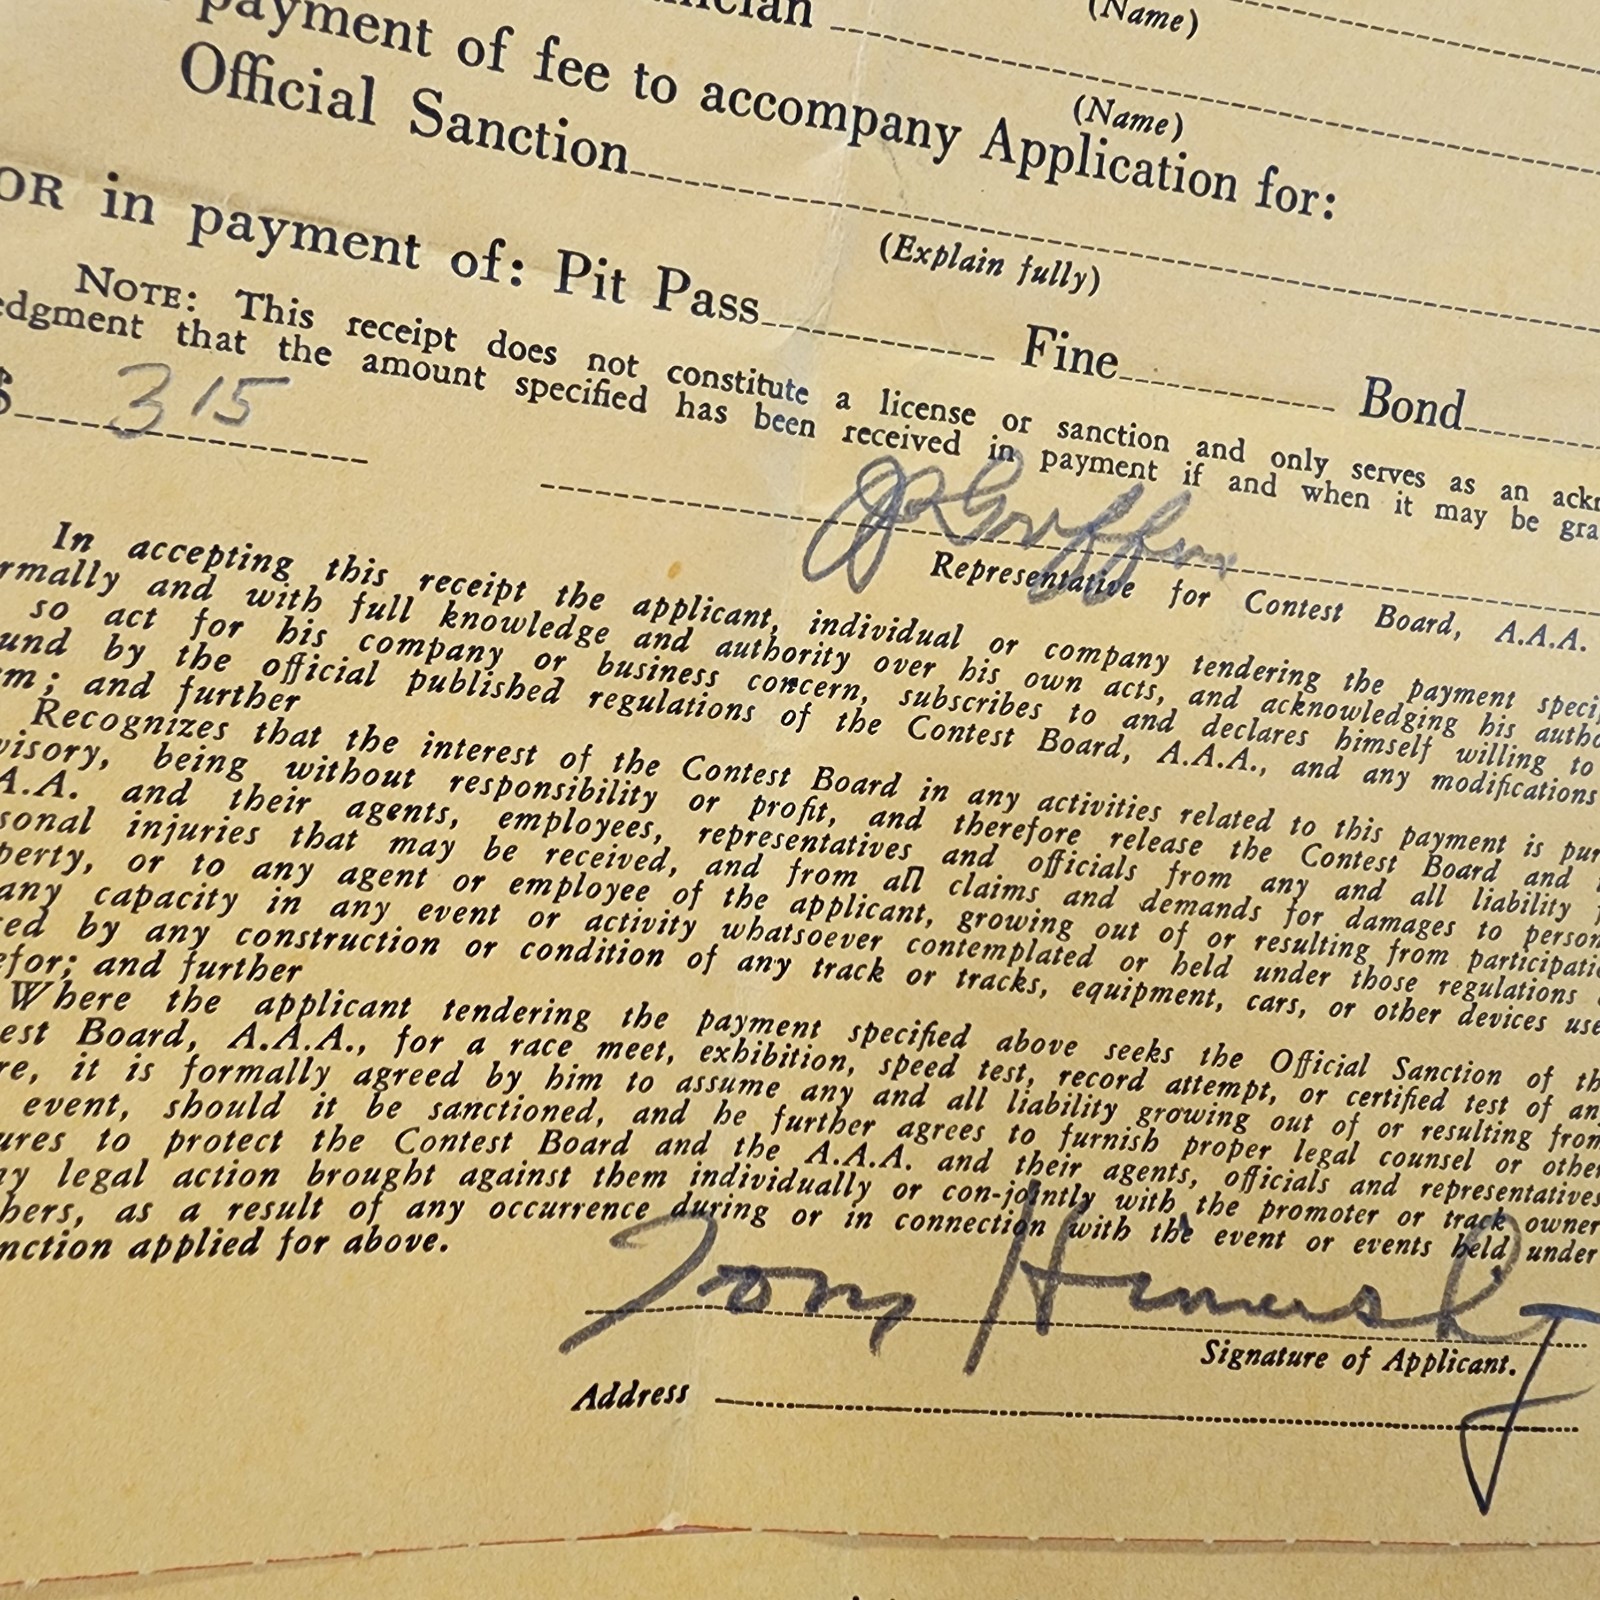 (Name)
payment of fee to accompany Application for:
(Name)
Official Sanction
(Explain fully)
OR in payment of: Pit Pass Fine Bond
NOTE: This receipt does not constitute a license or sanction and only serves as an ackn
edgment that the amount specified has been received in payment if and when it may be gra
$ 315
Representative for Contest Board, A.A.A.
In accepting this receipt the applicant, individual or company tendering the payment speci
rmally and with full knowledge and authority over his own acts, and acknowledging his autho
so act for his company or business concern, subscribes to and declares himself willing to
und by the official published regulations of the Contest Board, A.A.A., and any modifications
m; and further
Recognizes that the interest of the Contest Board in any activities related to this payment is pur
visory, being without responsibility or profit, and therefore release the Contest Board and
A.A. and their agents, employees, representatives and officials from any and all liability
sonal injuries that may be received, and from all claims and demands for damages to person
perty, or to any agent or employee of the applicant, growing out of or resulting from participati
any capacity in any event or activity whatsoever contemplated or held under those regulations
ed by any construction or condition of any track or tracks, equipment, cars, or other devices use
efor; and further
Where the applicant tendering the payment specified above seeks the Official Sanction of th
est Board, A.A.A., for a race meet, exhibition, speed test, record attempt, or certified test of an
re, it is formally agreed by him to assume any and all liability growing out of or resulting from
event, should it be sanctioned, and he further agrees to furnish proper legal counsel or other
ures to protect the Contest Board and the A.A.A. and their agents, officials and representatives
ny legal action brought against them individually or con-jointly with the promoter or track owner
hers, as a result of any occurrence during or in connection with the event or events held under
nction applied for above.
Tony
Signature of Applicant.
Address